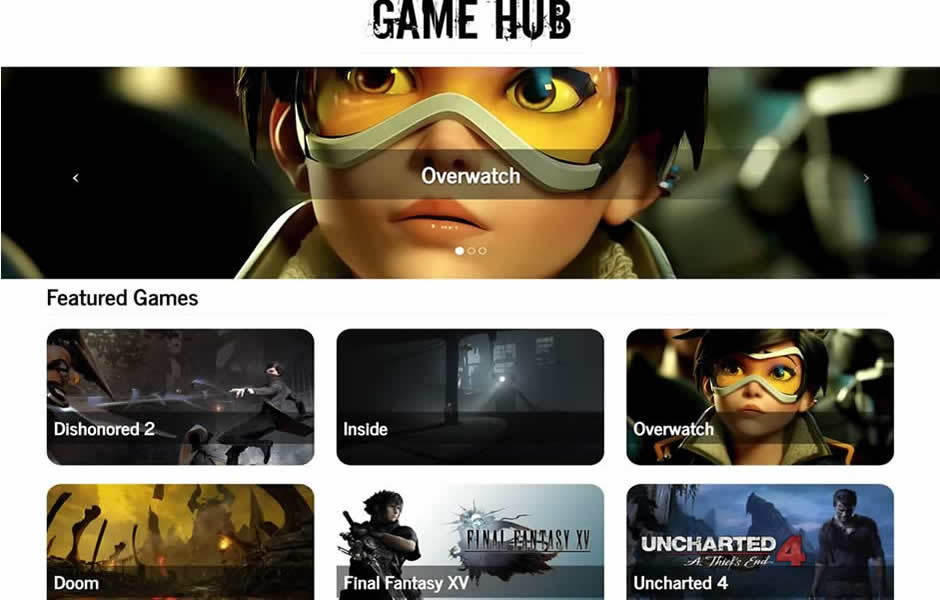 GAME HUB
Overwatch
Featured Games
Dishonored 2
Inside
Overwatch
FINAL FANTASY XV
UNCHARTED 4
A Thief's End
Doom
Final Fantasy XV
Uncharted 4